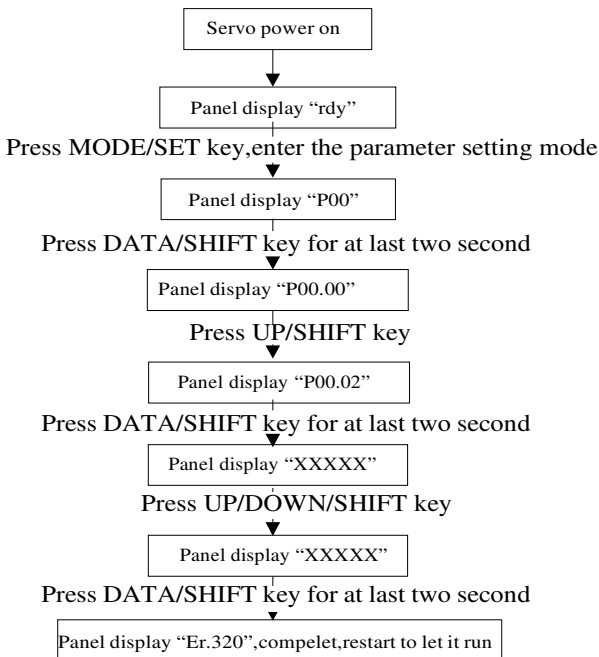 Servo power on
Panel display “rdy”
Press MODE/SET key,enter the parameter setting mode
Panel display “P00”
Press DATA/SHIFT key for at last two second
Panel display “P00.00”
Press UP/SHIFT key
Panel display “P00.02”
Press DATA/SHIFT key for at last two second
Panel display “XXXXX”
Press UP/DOWN/SHIFT key
Panel display “XXXXX”
Press DATA/SHIFT key for at last two second
Panel display “Er.320”,compelet,restart to let it run